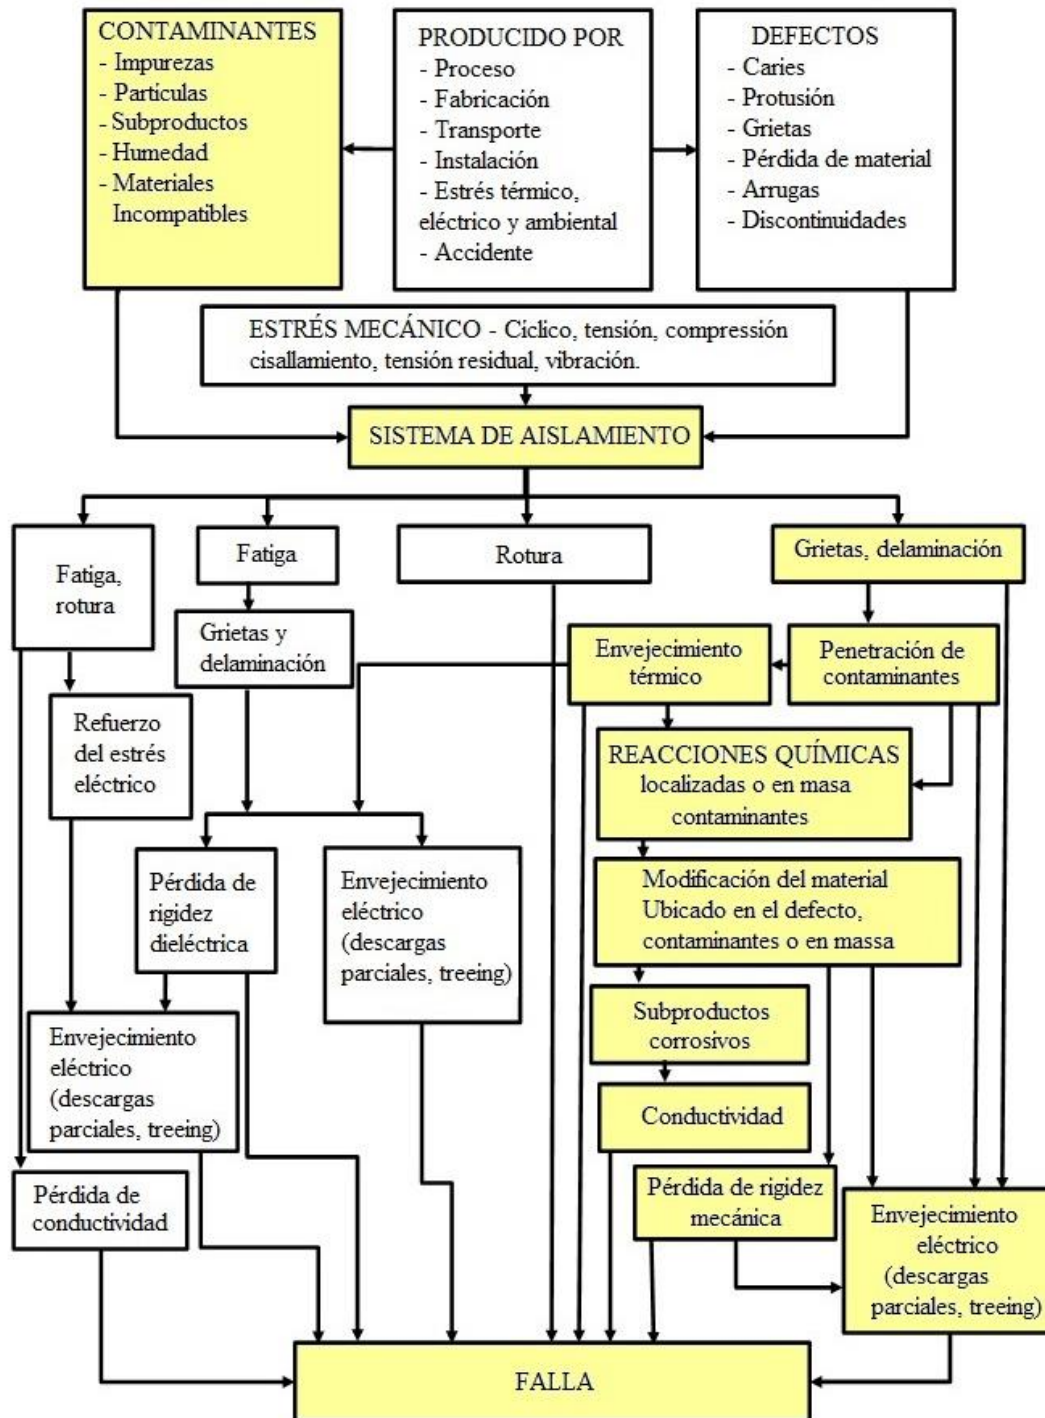 CONTAMINANTES
- Impurezas
- Particulas
- Subproductos
- Humedad
- Materiales
Incompatibles
PRODUCIDO POR
- Proceso
- Fabricación
- Transporte
- Instalación
- Estrés térmico,
eléctrico y ambiental
- Accidente
DEFECTOS
- Caries
- Protusión
- Grietas
- Pérdida de material
- Arrugas
- Discontinuidades
ESTRÉS MECÁNICO - Cíclico, tensión, compressión
cisallamiento, tensión residual, vibración.
SISTEMA DE AISLAMIENTO
Fatiga,
rotura
Fatiga
Rotura
Grietas, delaminación
Grietas y
delaminación
Envejecimiento
térmico
Penetración de
contaminantes
Refuerzo
del estrés
eléctrico
REACCIONES QUÍMICAS
localizadas o en masa
contaminantes
Pérdida de
rigidez
dieléctrica
Envejecimiento
eléctrico
(descargas
parciales, treeing)
Modificación del material
Ubicado en el defecto,
contaminantes o en massa
Envejecimiento
eléctrico
(descargas
parciales, treeing)
Subproductos
corrosivos
Conductividad
Pérdida de
conductividad
Pérdida de rigidez
mecánica
Envejecimiento
eléctrico
(descargas
parciales, treeing)
FALLA